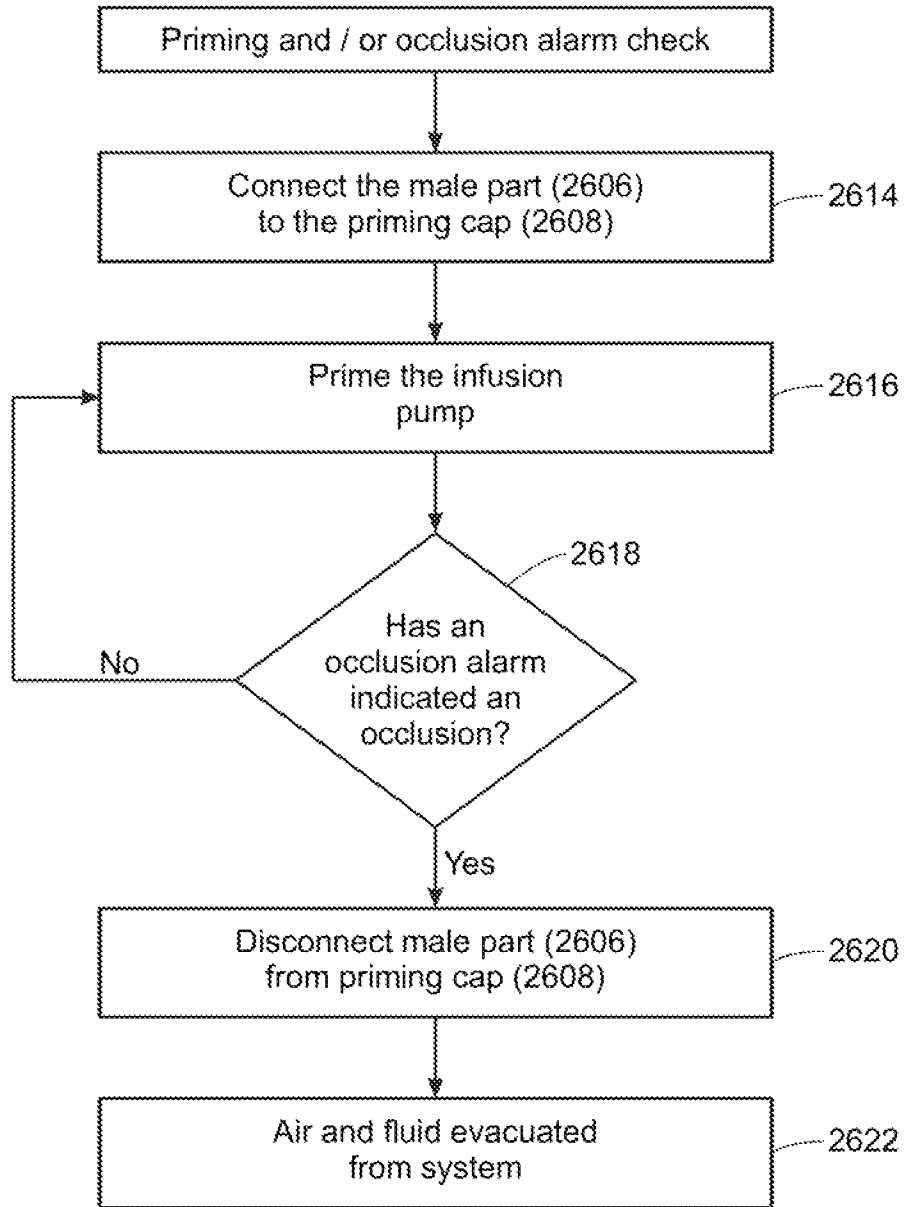 Priming and / or occlusion alarm check
Connect the male part (2606)
to the priming cap (2608)
2614
Prime the infusion
pump
2616
2618
Has an
occlusion alarm
indicated an
occlusion?
No
Yes
Disconnect male part (2606)
from priming cap (2608)
2620
Air and fluid evacuated
from system
2622